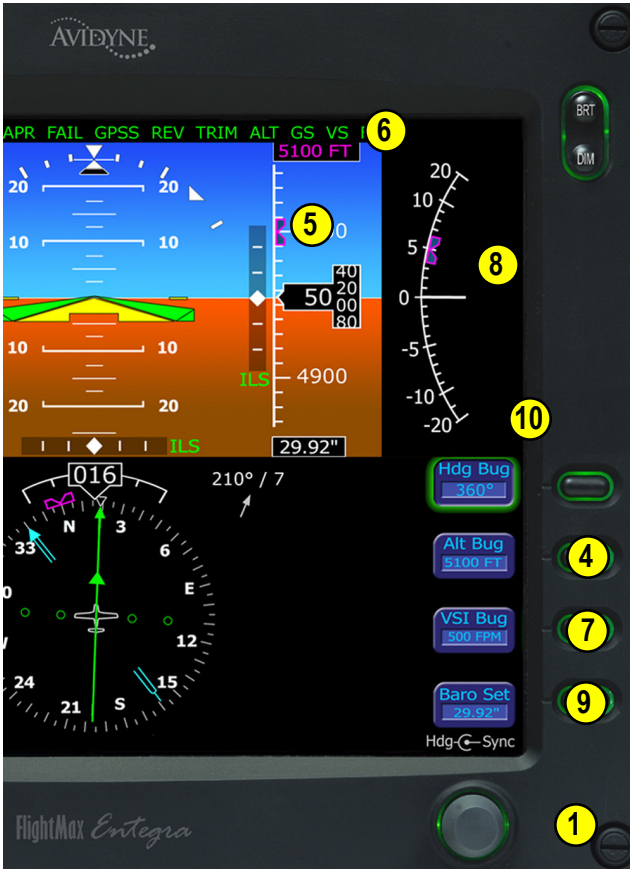 AVIDYNE
BRT
DIM
APR FAIL GPSS REV TRIM ALT GS VS
6
5100 FT
20
10
5
0
-5
-10
-20
8
10
20 20
10 10
10 10
20 20
5
0
50
40
20
00
80
4900
ILS
ILS
29.92"
016
210° / 7
N
3
6
E
12
15
S
21
24
33
Hdg Bug
360°
Alt Bug
5100 FT
4
VSI Bug
500 FPM
7
Baro Set
29.92"
9
Hdg Sync
FlightMax Entegra
1